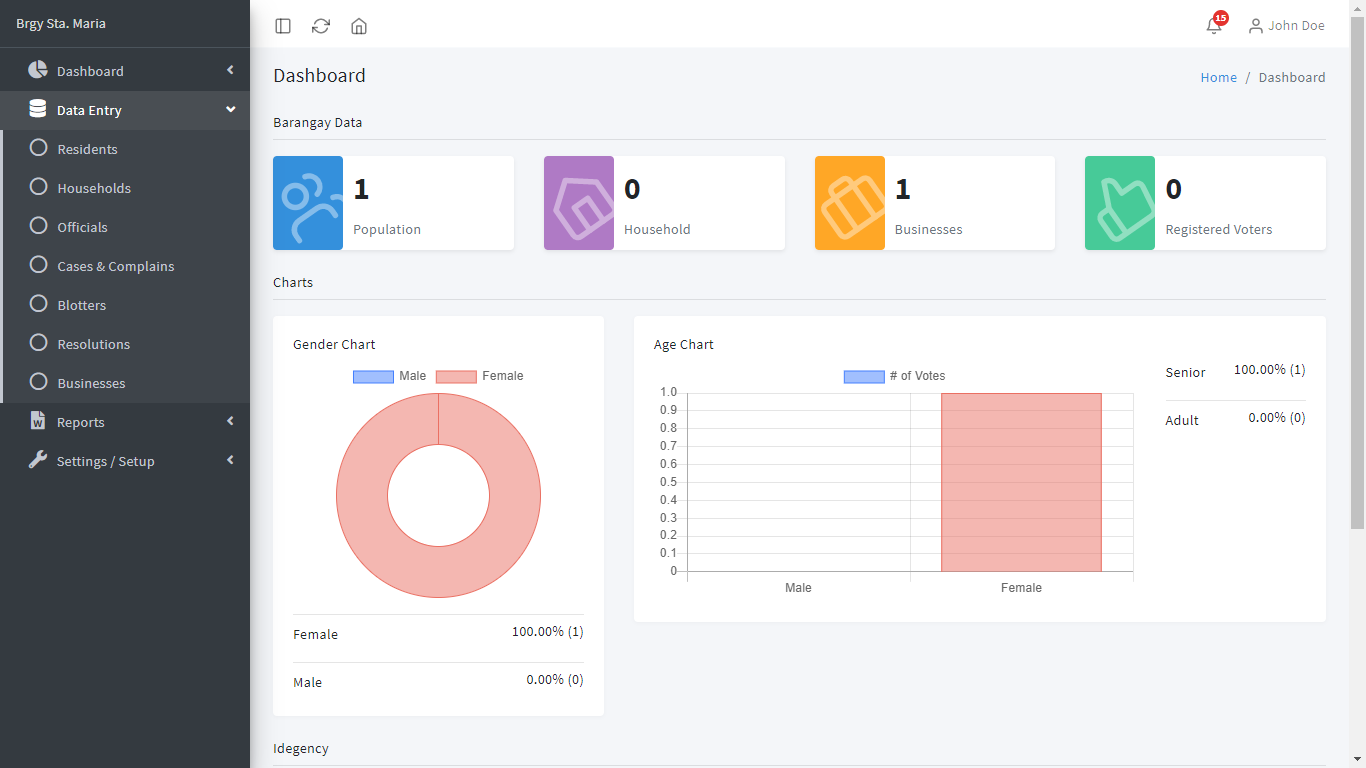 Brgy Sta. Maria
Dashboard
Data Entry
Residents
Households
Officials
Cases & Complains
Blotters
Resolutions
Businesses
W
Reports
Settings / Setup
15
John Doe
Dashboard
Home / Dashboard
Barangay Data
1
Population
0
Household
1
Businesses
0
Registered Voters
Charts
Gender Chart
Male Female
Female 100.00% (1)
Male 0.00% (0)
Age Chart
# of Votes
1.0
0.9
0.8
0.7
0.6
0.5
0.4
0.3
0.2
0.1
0
Male Female
Senior 100.00% (1)
Adult 0.00% (0)
Idegency